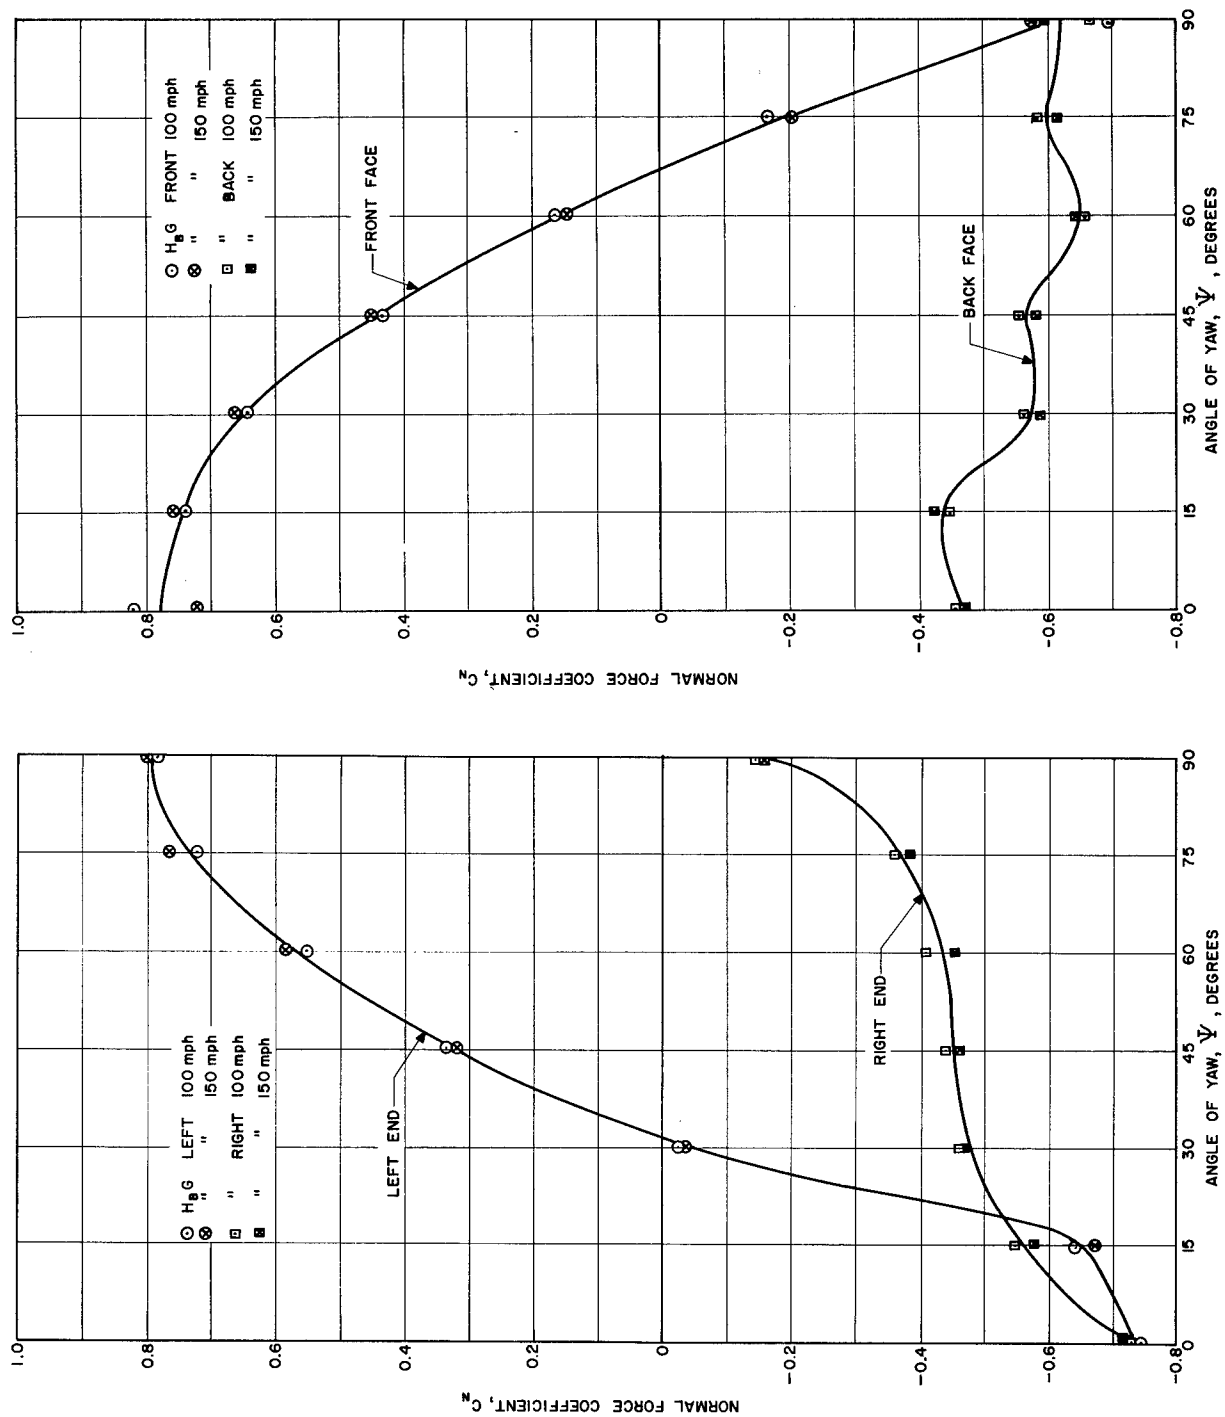 NORMAL FORCE COEFFICIENT, CN
1.0
0.8
0.6
0.4
0.2
0
-0.2
-0.4
-0.6
-0.8
0
15
30
45
60
75
90
ANGLE OF YAW, Ψ, DEGREES
HBG LEFT 100 mph
" " 150 mph
" RIGHT 100 mph
" " 150 mph
LEFT END
RIGHT END
NORMAL FORCE COEFFICIENT, CN
1.0
0.8
0.6
0.4
0.2
0
-0.2
-0.4
-0.6
-0.8
0
15
30
45
60
75
90
ANGLE OF YAW, Ψ, DEGREES
HBG FRONT 100 mph
" " 150 mph
" BACK 100 mph
" " 150 mph
FRONT FACE
BACK FACE